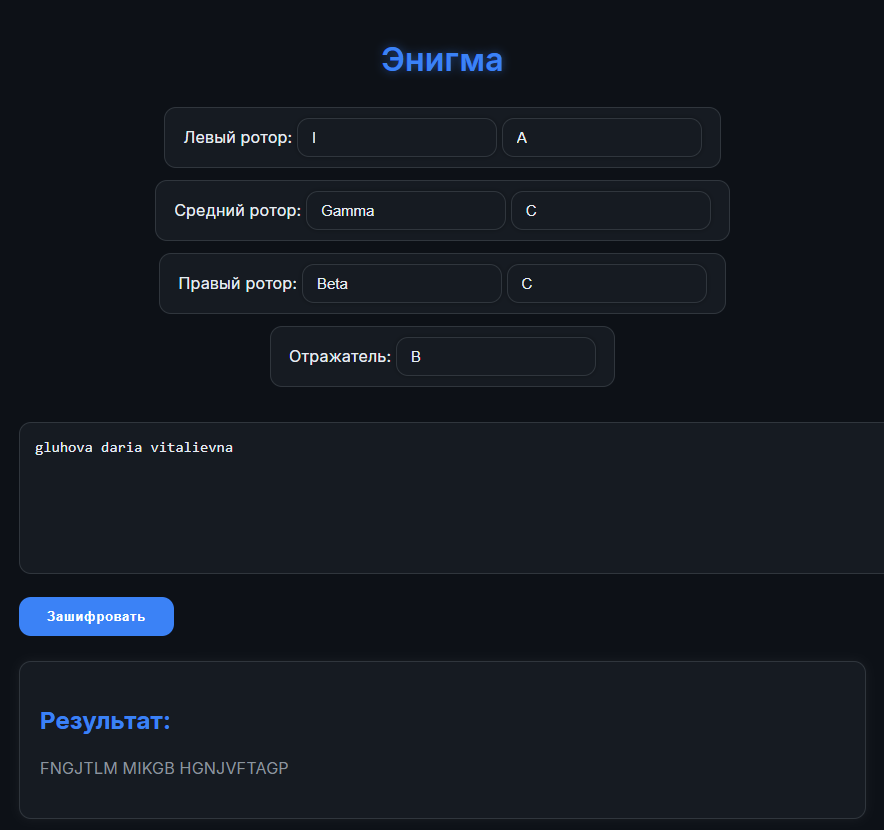 Энигма
Левый ротор: I A
Средний ротор: Gamma C
Правый ротор: Beta C
Отражатель: B
gluhova daria vitalievna
Зашифровать
Результат:
FNGJTLM MIKGB HGNJVFTAGP